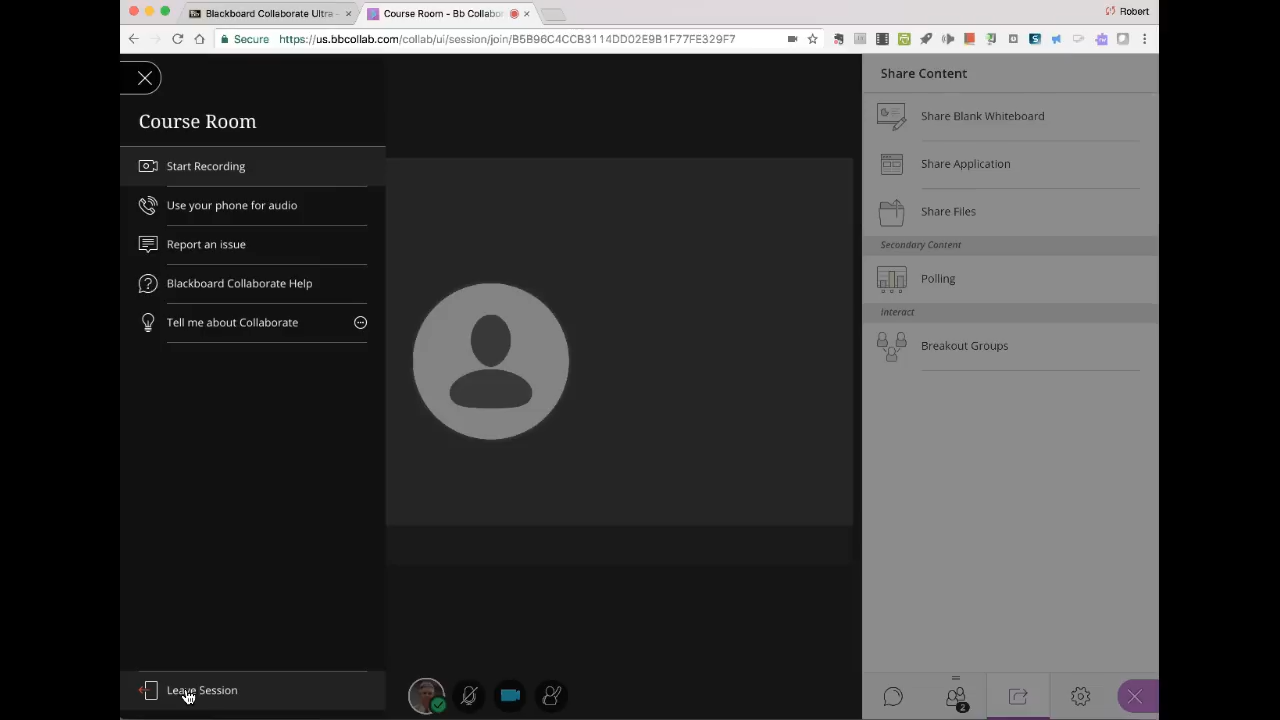 Blackboard Collaborate Ultra -
Course Room - Bb Collabor
Robert
Secure
https://us.bbcollab.com/collab/ui/session/join/B5B96C4CCB3114DD02E9B1F77FE329F7
Course Room
Start Recording
Use your phone for audio
Report an issue
Blackboard Collaborate Help
Tell me about Collaborate
Leave Session
Share Content
Share Blank Whiteboard
Share Application
Share Files
Secondary Content
Polling
Interact
Breakout Groups
2